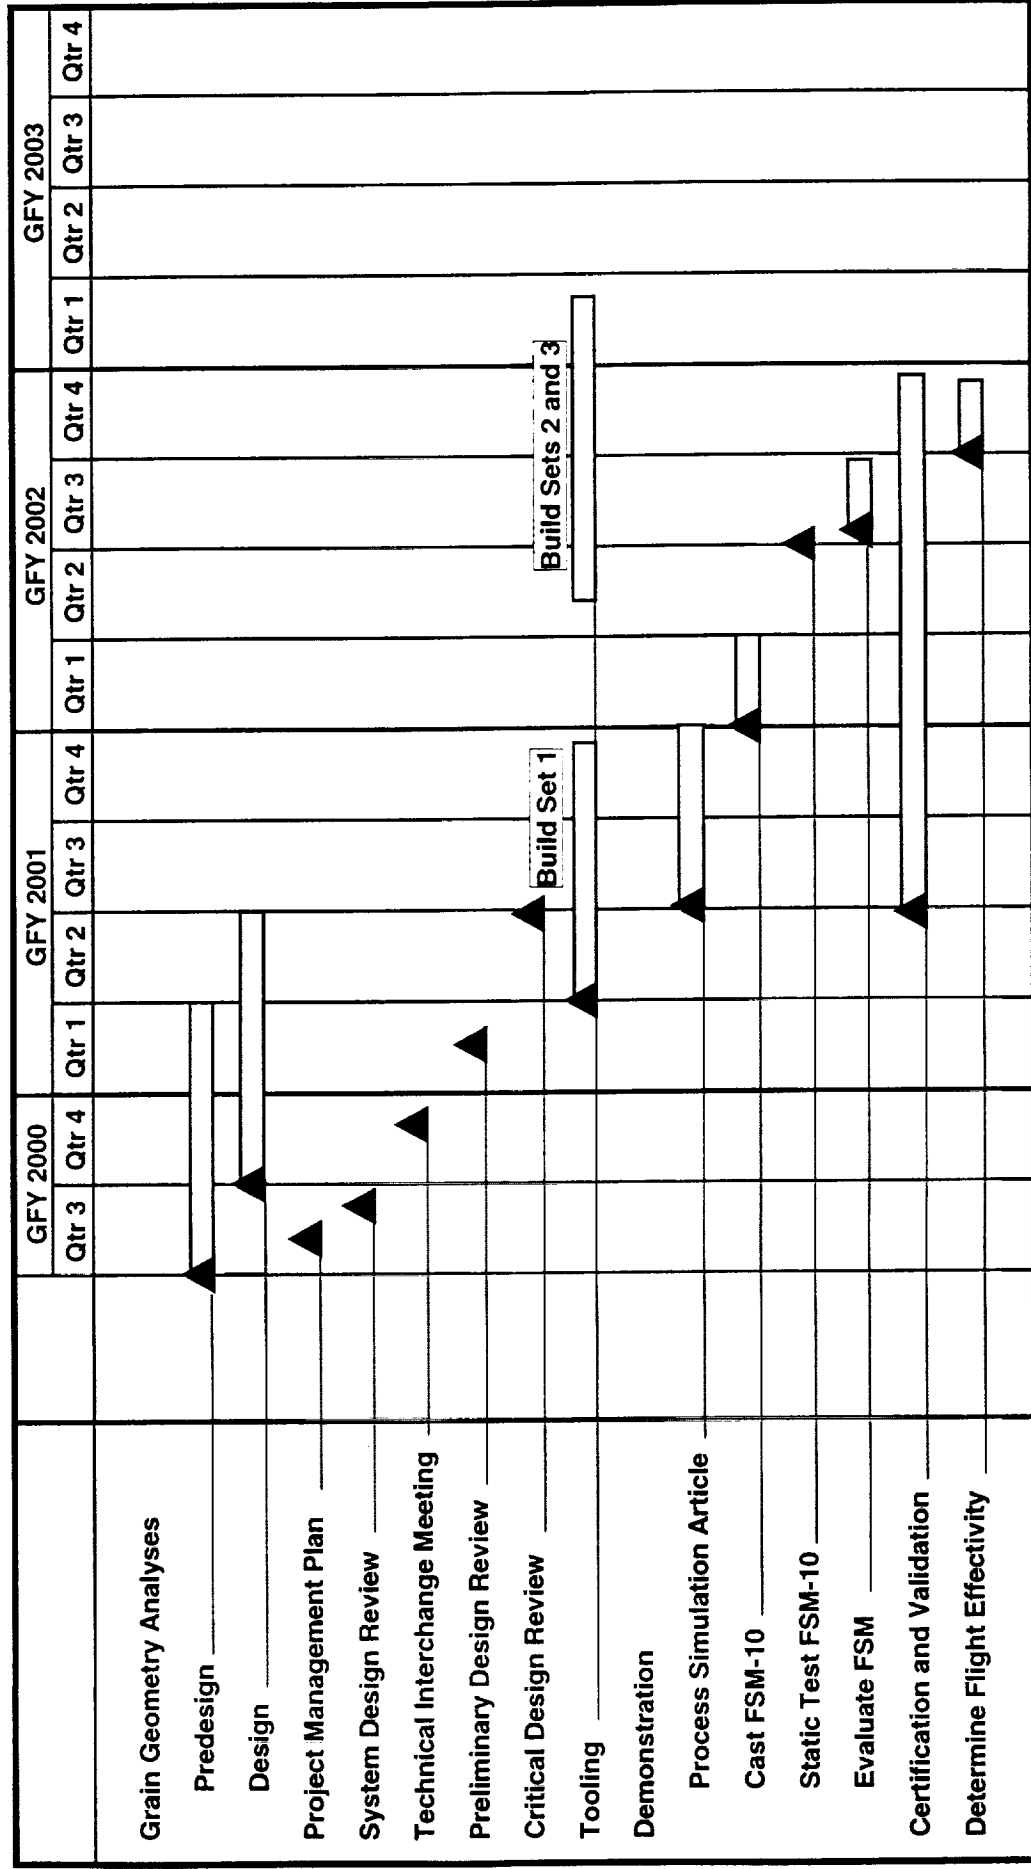 GFY 2000
GFY 2001
GFY 2002
GFY 2003
Qtr 3
Qtr 4
Qtr 1
Qtr 2
Qtr 3
Qtr 4
Qtr 1
Qtr 2
Qtr 3
Qtr 4
Qtr 1
Qtr 2
Qtr 3
Qtr 4
Grain Geometry Analyses
Predesign
Design
Project Management Plan
System Design Review
Technical Interchange Meeting
Preliminary Design Review
Critical Design Review
Build Set 1
Build Sets 2 and 3
Tooling
Demonstration
Process Simulation Article
Cast FSM-10
Static Test FSM-10
Evaluate FSM
Certification and Validation
Determine Flight Effectivity